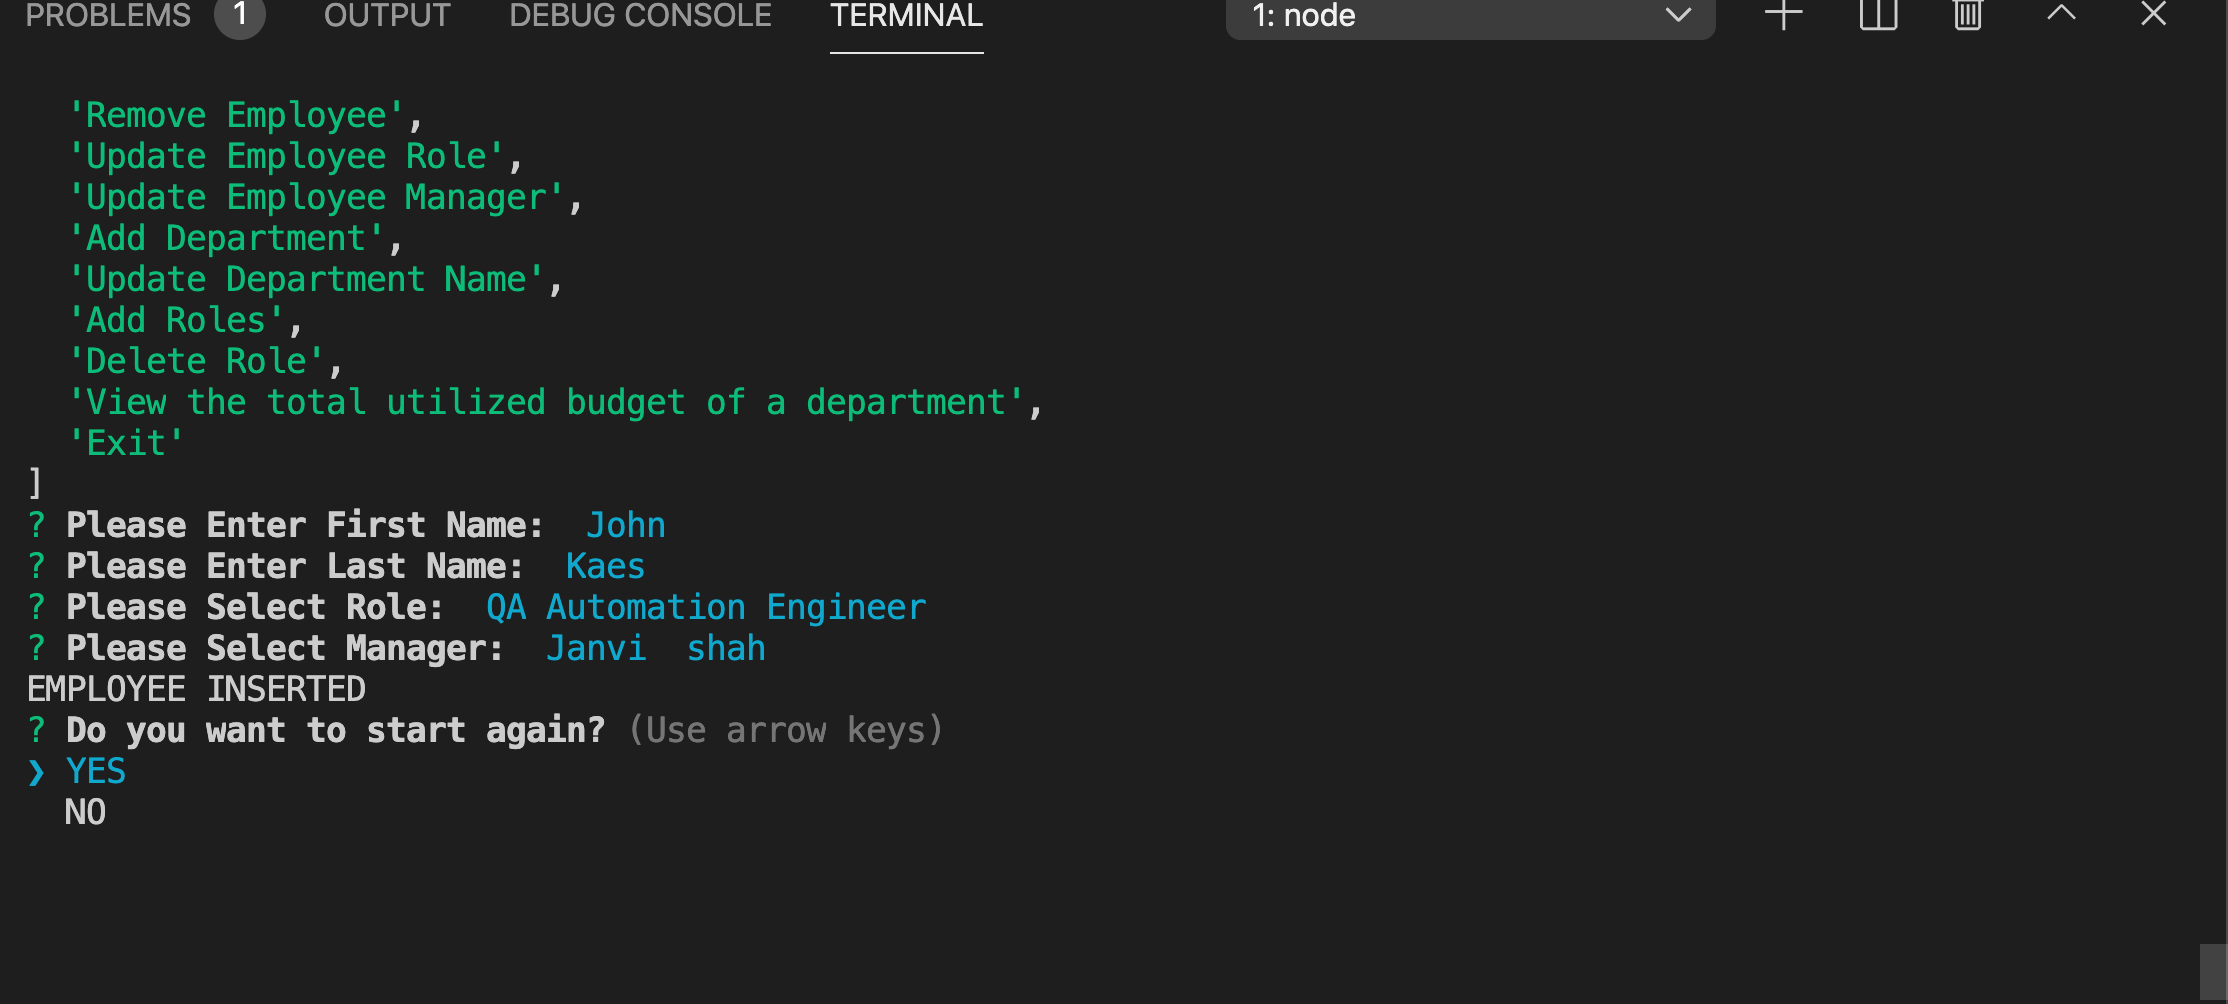 PROBLEMS 1 OUTPUT DEBUG CONSOLE TERMINAL 1: node
'Remove Employee',
'Update Employee Role',
'Update Employee Manager',
'Add Department',
'Update Department Name',
'Add Roles',
'Delete Role',
'View the total utilized budget of a department',
'Exit'
]
? Please Enter First Name:  John
? Please Enter Last Name:  Kaes
? Please Select Role:  QA Automation Engineer
? Please Select Manager:  Janvi  shah
EMPLOYEE INSERTED
? Do you want to start again? (Use arrow keys)
❯ YES
NO